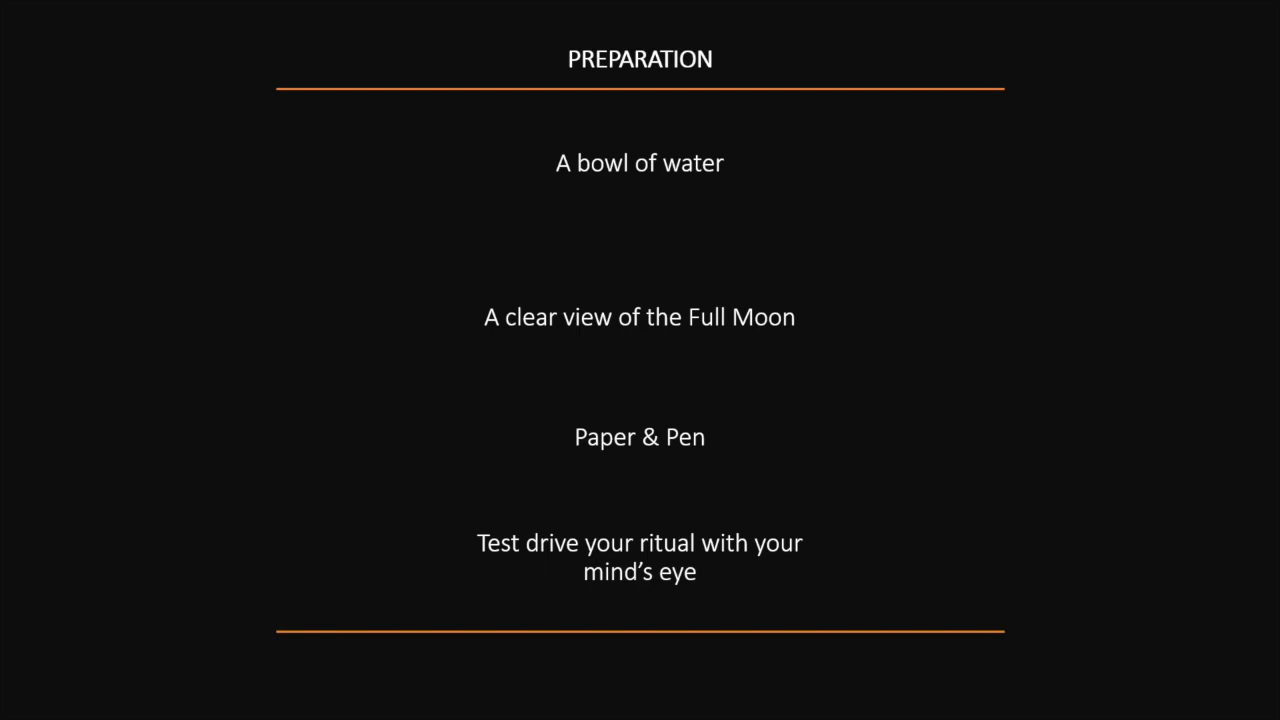 PREPARATION
A bowl of water
A clear view of the Full Moon
Paper & Pen
Test drive your ritual with your
mind’s eye